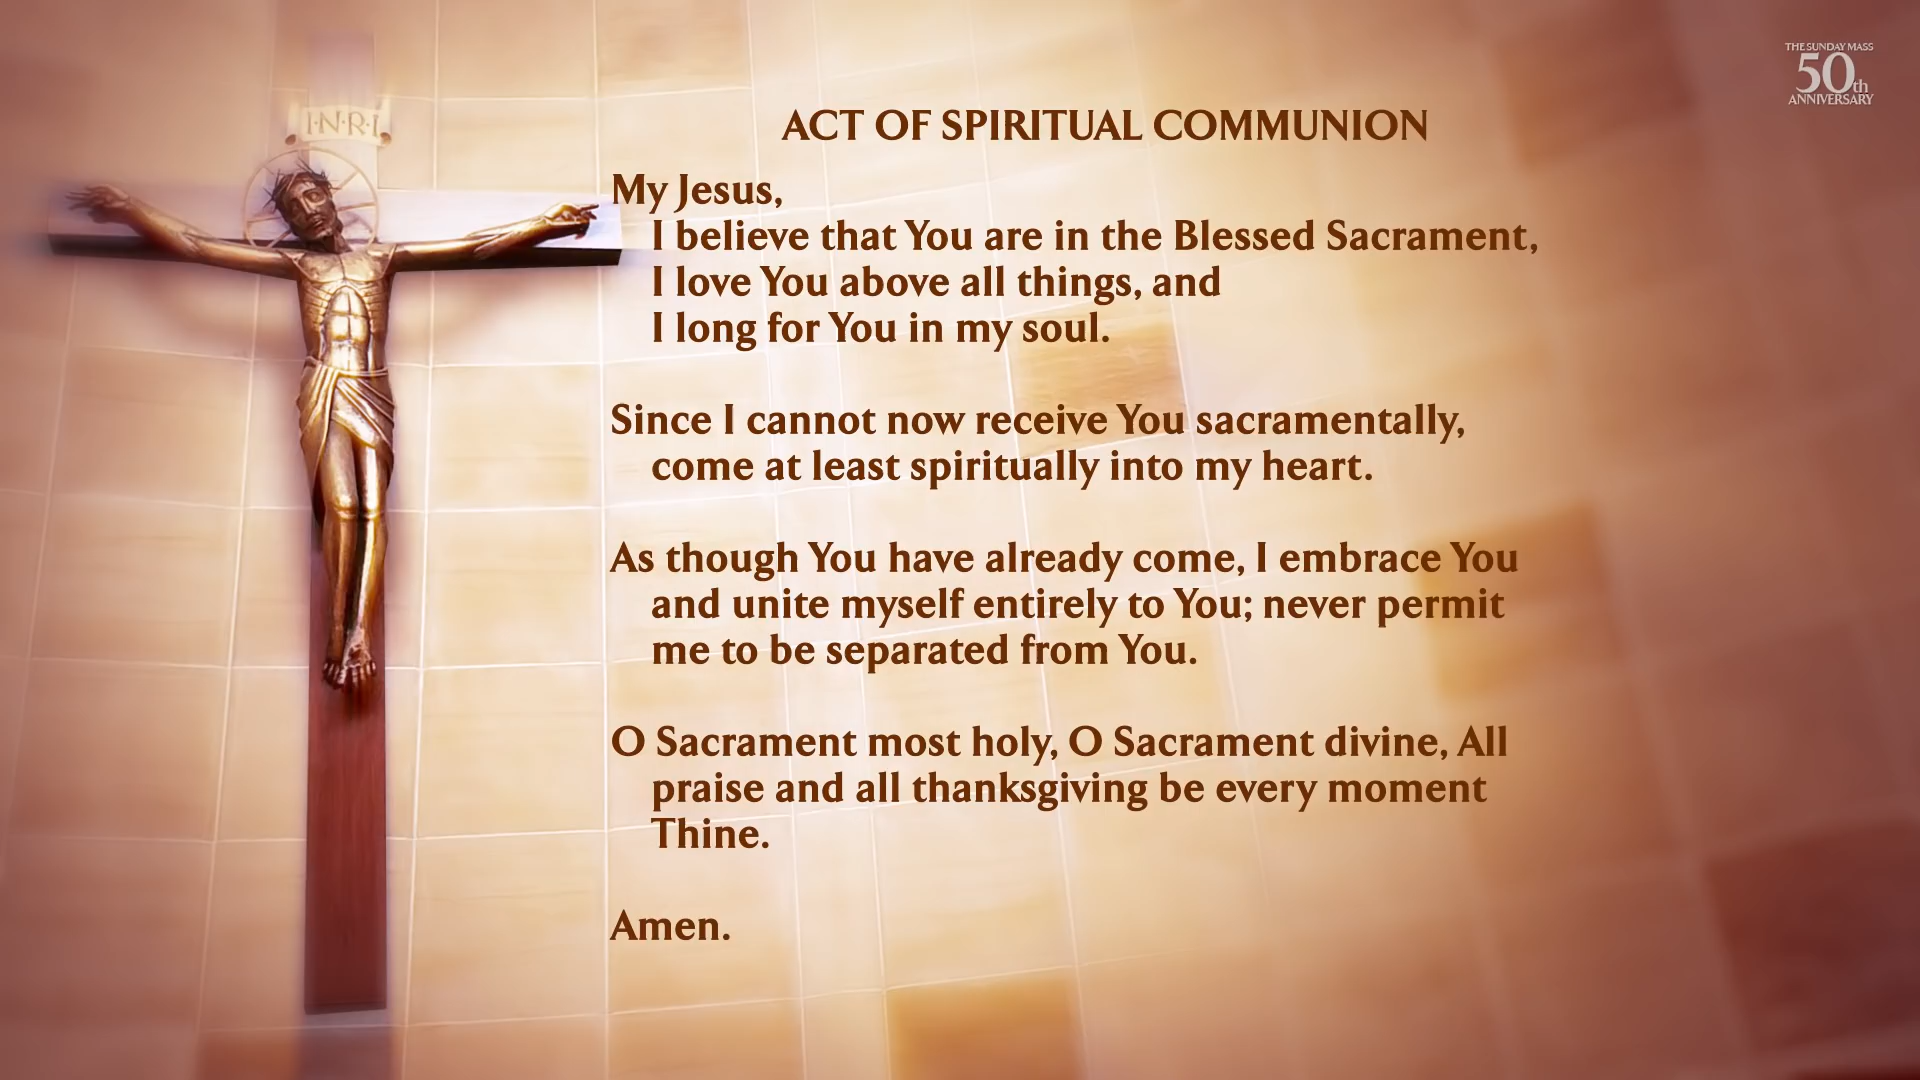 I·N·R·I
THE SUNDAY MASS
50th
ANNIVERSARY
ACT OF SPIRITUAL COMMUNION
My Jesus,
I believe that You are in the Blessed Sacrament,
I love You above all things, and
I long for You in my soul.
Since I cannot now receive You sacramentally,
come at least spiritually into my heart.
As though You have already come, I embrace You
and unite myself entirely to You; never permit
me to be separated from You.
O Sacrament most holy, O Sacrament divine, All
praise and all thanksgiving be every moment
Thine.
Amen.